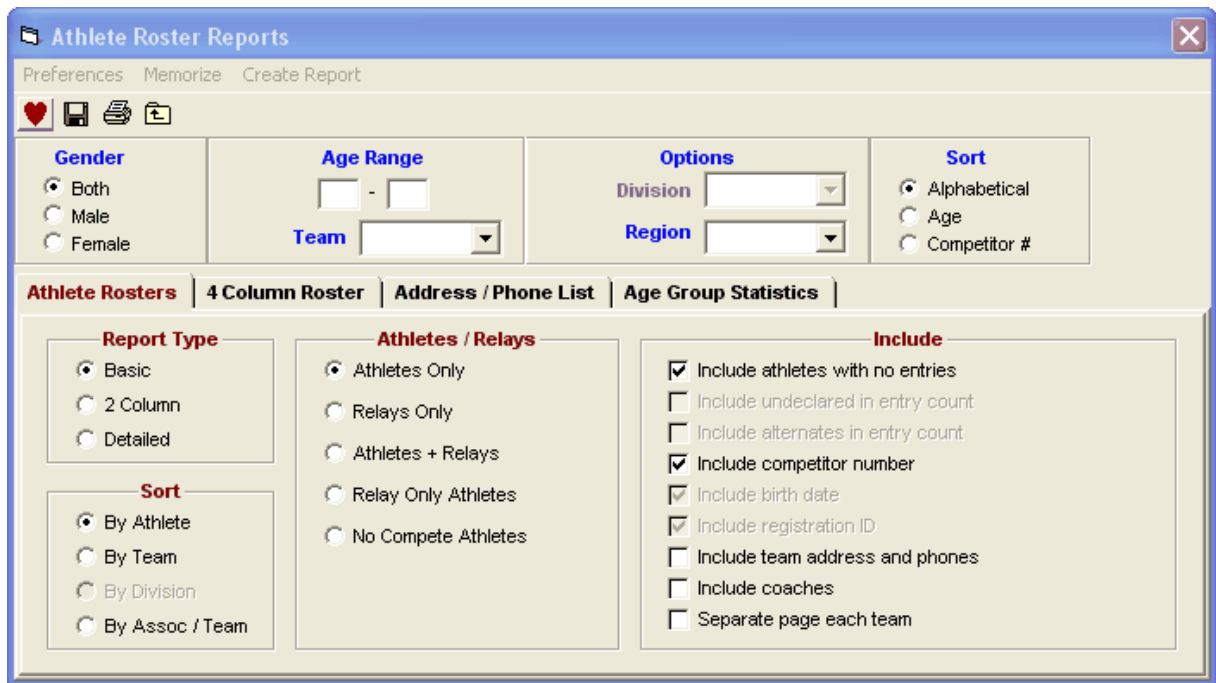 Athlete Roster Reports
Preferences Memorize Create Report
Gender
Both
Male
Female
Age Range
-
Team
Options
Division
Region
Sort
Alphabetical
Age
Competitor #
Athlete Rosters 4 Column Roster Address / Phone List Age Group Statistics
Report Type
Basic
2 Column
Detailed
Sort
By Athlete
By Team
By Division
By Assoc / Team
Athletes / Relays
Athletes Only
Relays Only
Athletes + Relays
Relay Only Athletes
No Compete Athletes
Include
Include athletes with no entries
Include undeclared in entry count
Include alternates in entry count
Include competitor number
Include birth date
Include registration ID
Include team address and phones
Include coaches
Separate page each team